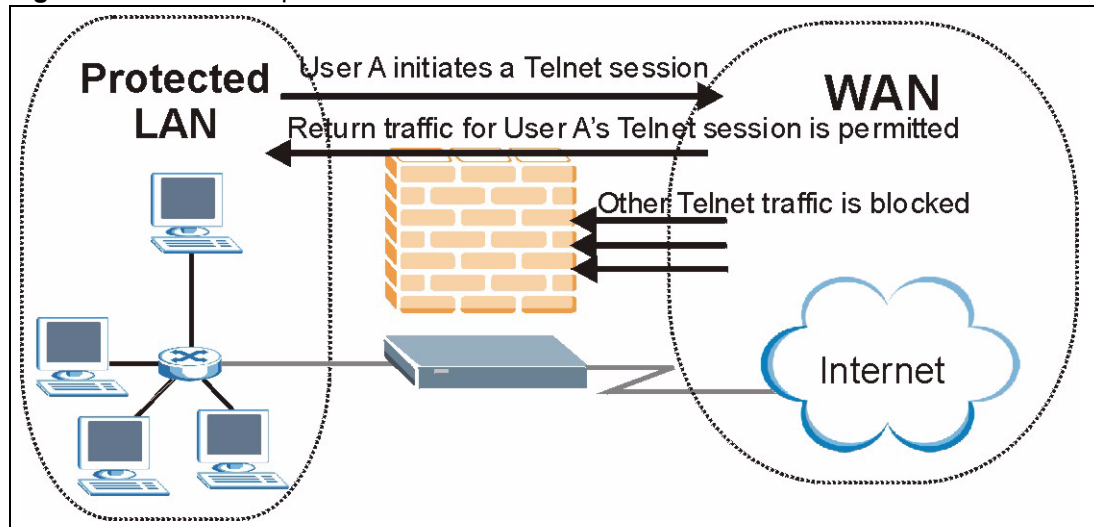 Protected
LAN
User A initiates a Telnet session
WAN
Return traffic for User A's Telnet session is permitted
Other Telnet traffic is blocked
Internet